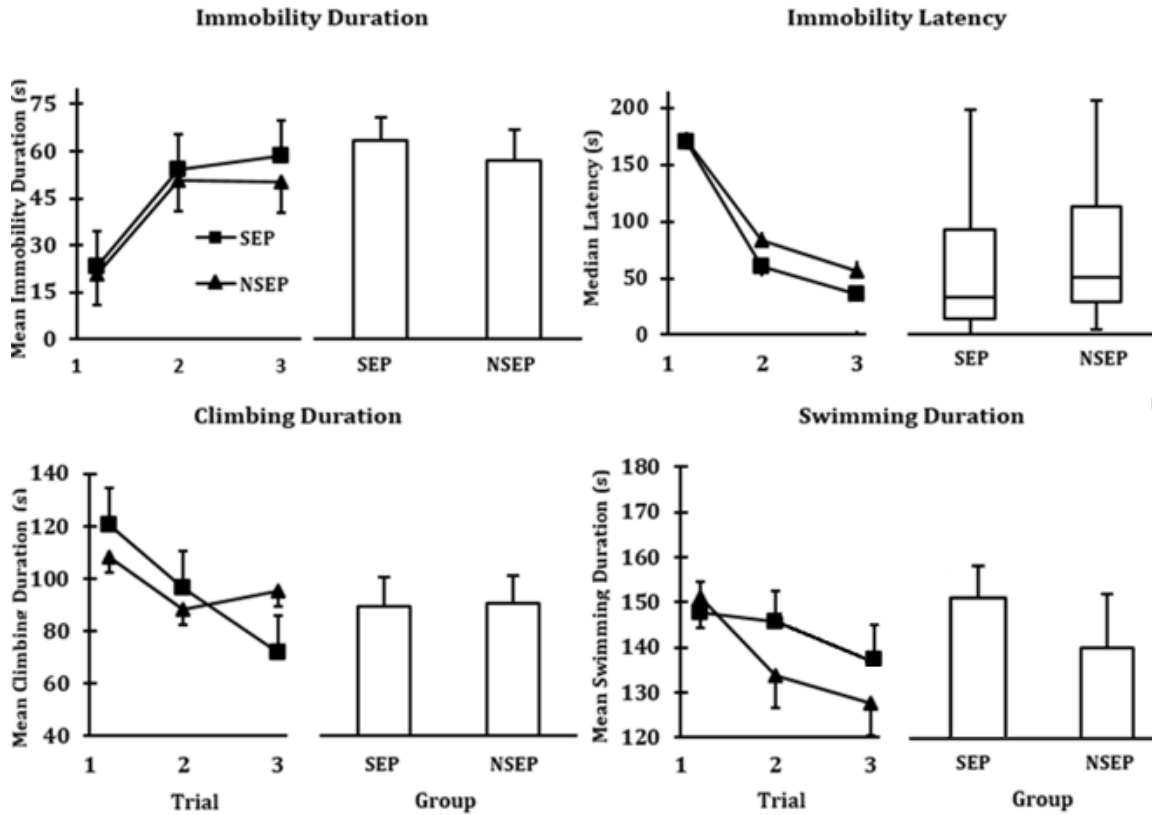 Immobility Duration
Mean Immobility Duration (s)
75
60
45
30
15
0
SEP
NSEP
1 2 3
SEP NSEP
Immobility Latency
Median Latency (s)
200
150
100
50
0
1 2 3
SEP NSEP
Climbing Duration
Mean Climbing Duration (s)
140
120
100
80
60
40
1 2 3
SEP NSEP
Trial Group
Swimming Duration
Mean Swimming Duration (s)
180
170
160
150
140
130
120
1 2 3
SEP NSEP
Trial Group